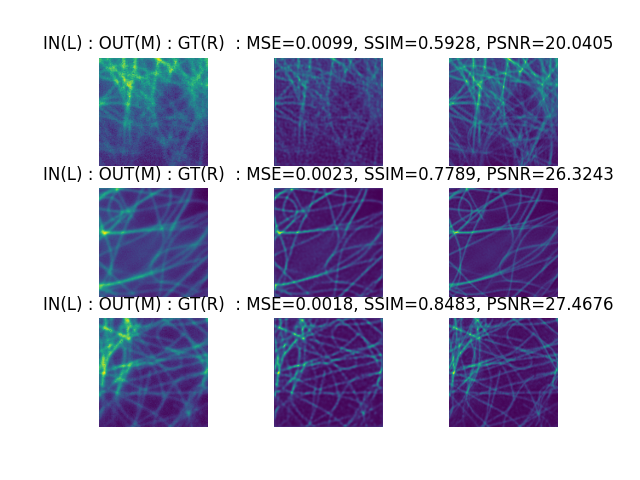 IN(L) : OUT(M) : GT(R)  : MSE=0.0099, SSIM=0.5928, PSNR=20.0405
IN(L) : OUT(M) : GT(R)  : MSE=0.0023, SSIM=0.7789, PSNR=26.3243
IN(L) : OUT(M) : GT(R)  : MSE=0.0018, SSIM=0.8483, PSNR=27.4676